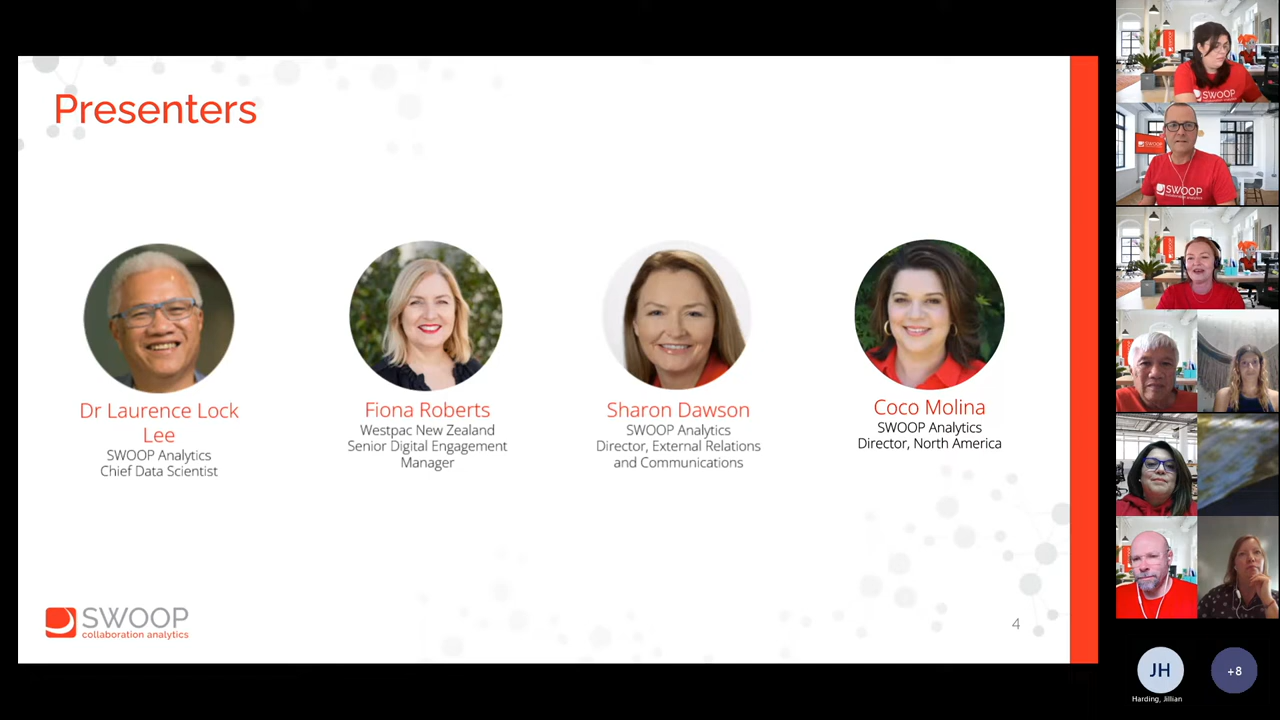 Presenters
Dr Laurence Lock
Lee
SWOOP Analytics
Chief Data Scientist
Fiona Roberts
Westpac New Zealand
Senior Digital Engagement
Manager
Sharon Dawson
SWOOP Analytics
Director, External Relations
and Communications
Coco Molina
SWOOP Analytics
Director, North America
SWOOP
collaboration analytics
4
SWOOP
SWOOP
JH
Harding, Jillian
+8